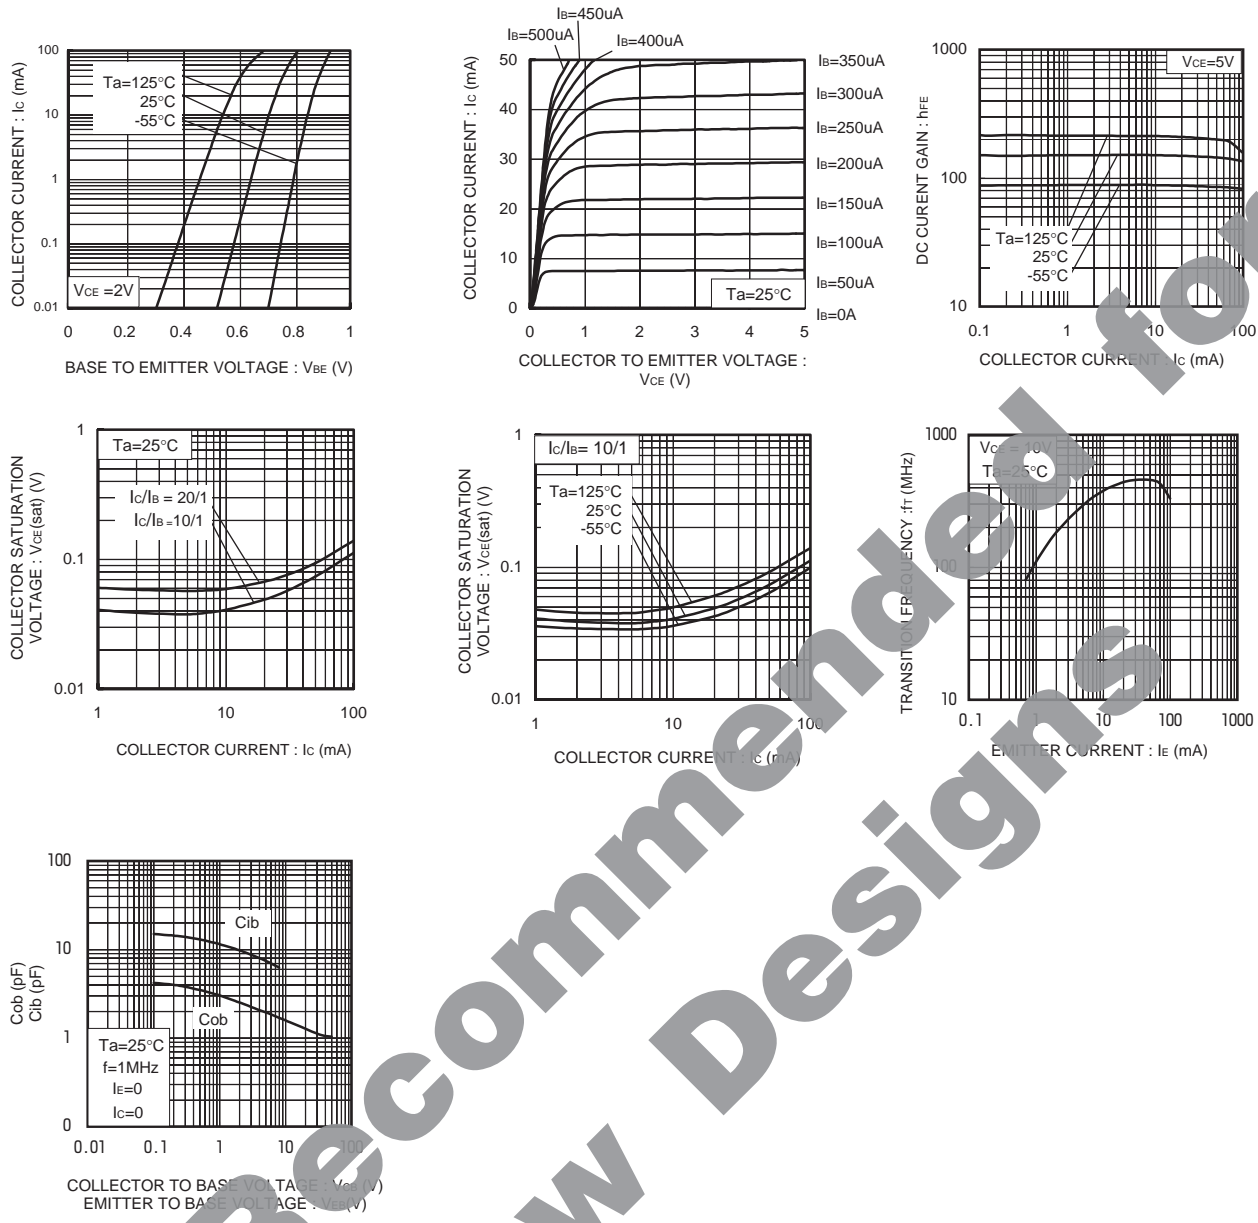 100
10
1
0.1
0.01
COLLECTOR CURRENT : Ic (mA)
Ta=125°C
25°C
-55°C
VCE =2V
0 0.2 0.4 0.6 0.8 1
BASE TO EMITTER VOLTAGE : VBE (V)
IB=450uA
IB=500uA
IB=400uA
50
40
30
20
10
0
COLLECTOR CURRENT : Ic (mA)
IB=350uA
IB=300uA
IB=250uA
IB=200uA
IB=150uA
IB=100uA
IB=50uA
IB=0A
Ta=25°C
0 1 2 3 4 5
COLLECTOR TO EMITTER VOLTAGE :
VCE (V)
1000
100
10
DC CURENT GAIN : hFE
VCE=5V
Ta=125°C
25°C
-55°C
0.1 1 10 100
COLLECTOR CURRENT : Ic (mA)
1
0.1
0.01
COLLECTOR SATURATION
VOLTAGE : VCE(sat) (V)
Ta=25°C
IC/IB = 20/1
IC/IB =10/1
1 10 100
COLLECTOR CURRENT : Ic (mA)
1
0.1
0.01
COLLECTOR SATURATION
VOLTAGE : VCE(sat) (V)
IC/IB= 10/1
Ta=125°C
25°C
-55°C
1 10 100
COLLECTOR CURRENT : Ic (mA)
1000
100
10
TRANSITION FREQUENCY :fT (MHz)
VCE = 10V
Ta=25°C
0.1 1 10 100 1000
EMITTER CURRENT : IE (mA)
100
10
1
0
Cob (pF)
Cib (pF)
Cib
Cob
Ta=25°C
f=1MHz
IE=0
IC=0
0.01 0.1 1 10 100
COLLECTOR TO BASE VOLTAGE : VCB (V)
EMITTER TO BASE VOLTAGE : VEB(V)
Recommended for
Designs